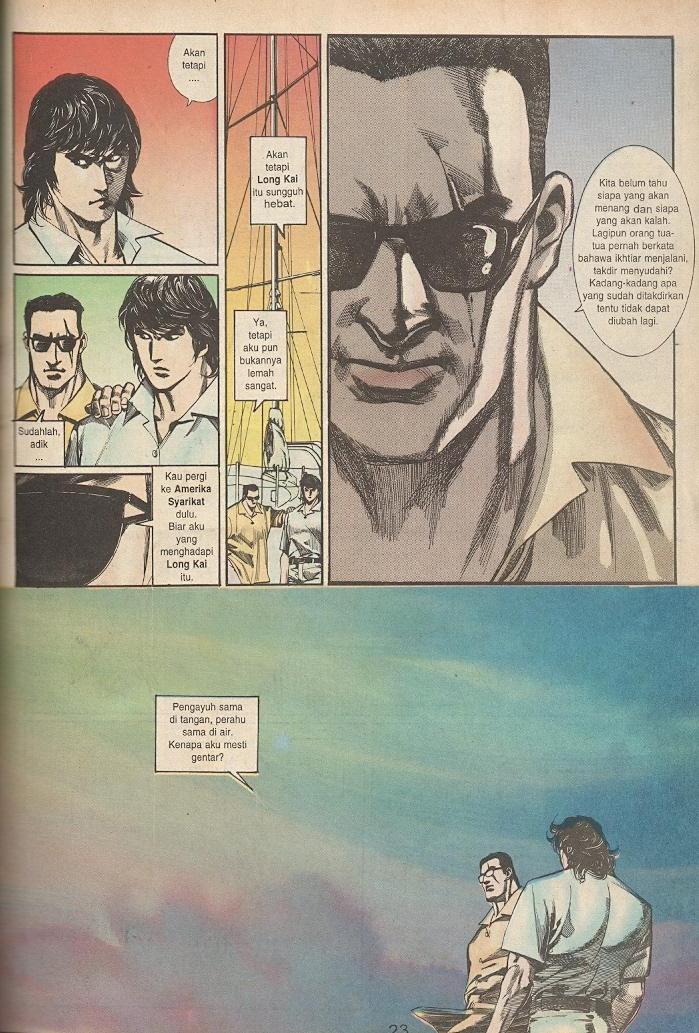 Akan
tetapi
....
Sudahlah,
adik
...
Kau pergi
ke Amerika
Syarikat
dulu.
Biar aku
yang
menghadapi
Long Kai
itu.
Akan
tetapi
Long Kai
itu sungguh
hebat.
Ya,
tetapi
aku pun
bukannya
lemah
sangat.
Kita belum tahu
siapa yang akan
menang dan siapa
yang akan kalah.
Lagipun orang tua-
tua pernah berkata
bahawa ikhtiar menjalani,
takdir menyudahi?
Kadang-kadang apa
yang sudah ditakdirkan
tentu tidak dapat
diubah lagi.
Pengayuh sama
di tangan, perahu
sama di air.
Kenapa aku mesti
gentar?
23